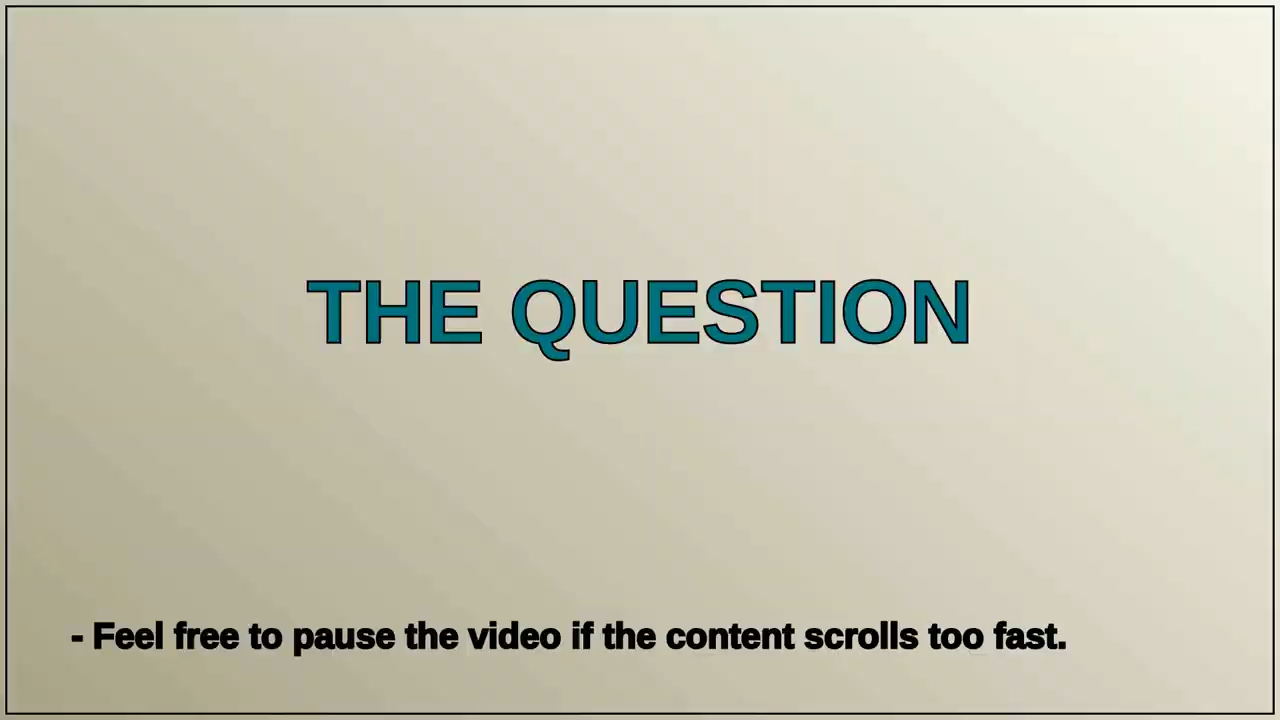 THE QUESTION
- Feel free to pause the video if the content scrolls too fast.